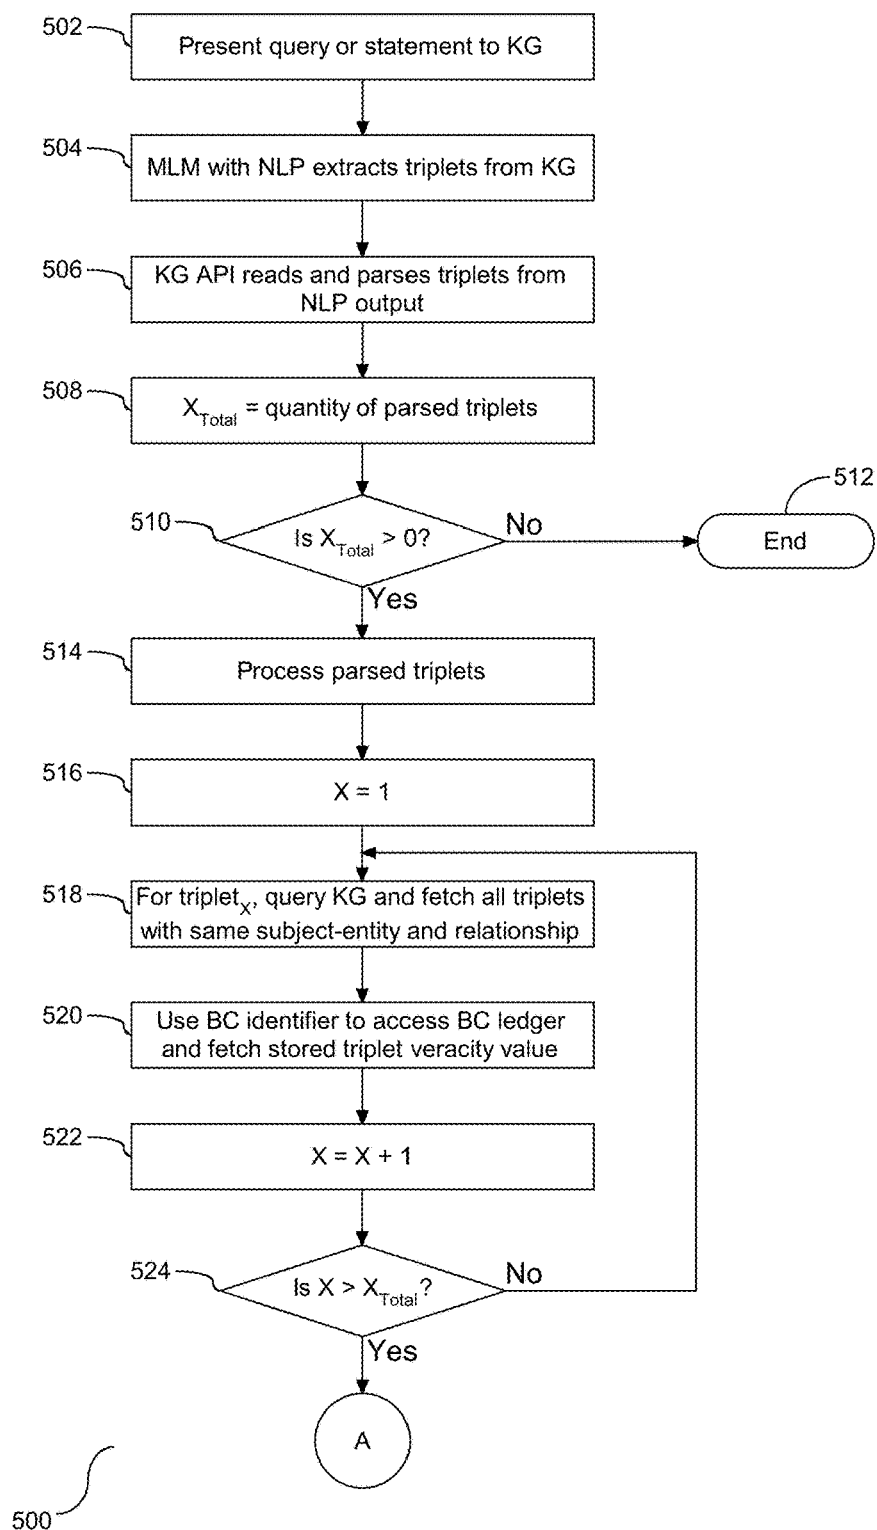 502
Present query or statement to KG
504
MLM with NLP extracts triplets from KG
506
KG API reads and parses triplets from
NLP output
508
XTotal = quantity of parsed triplets
510
Is XTotal > 0?
No
512
End
Yes
514
Process parsed triplets
516
X = 1
518
For tripletX, query KG and fetch all triplets
with same subject-entity and relationship
520
Use BC identifier to access BC ledger
and fetch stored triplet veracity value
522
X = X + 1
524
Is X > XTotal?
No
Yes
A
500